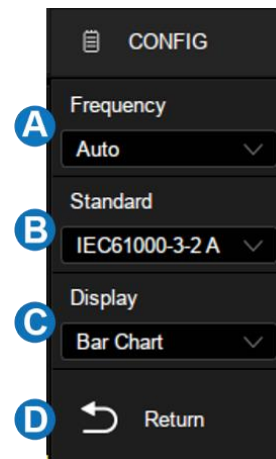 CONFIG
Frequency
A
Auto
Standard
B
IEC61000-3-2 A
Display
C
Bar Chart
D
Return